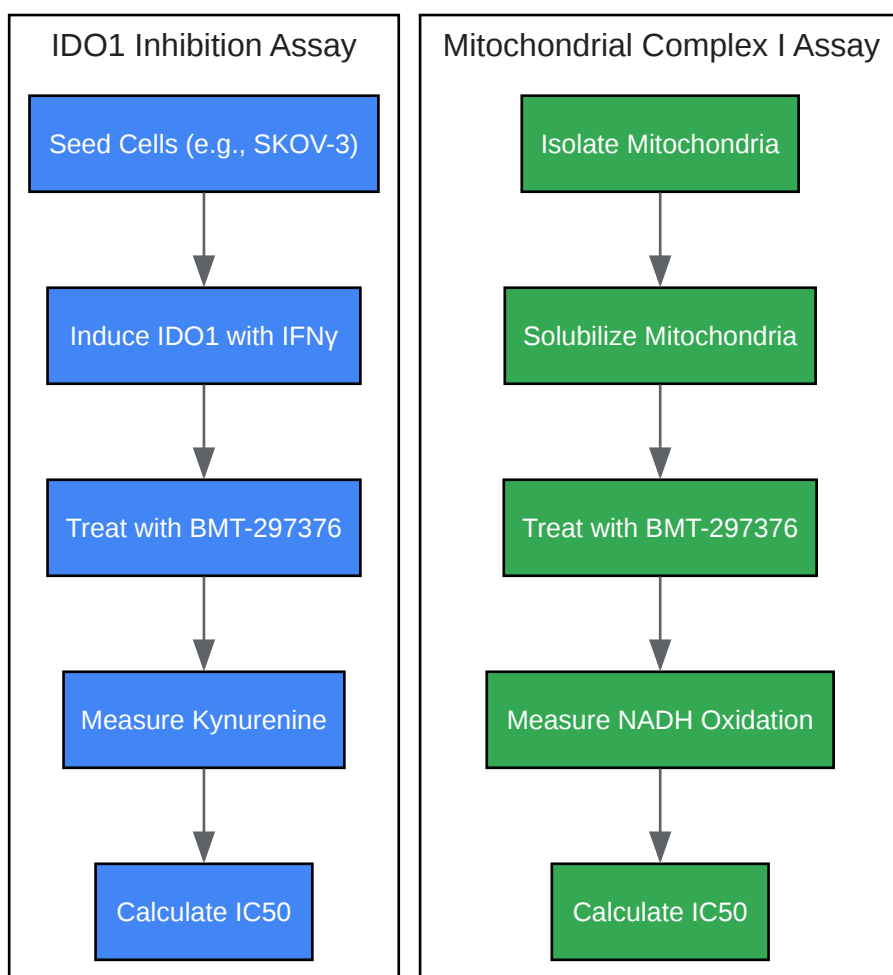 IDO1 Inhibition Assay
Seed Cells (e.g., SKOV-3)
Induce IDO1 with IFNγ
Treat with BMT-297376
Measure Kynurenine
Calculate IC50
Mitochondrial Complex I Assay
Isolate Mitochondria
Solubilize Mitochondria
Treat with BMT-297376
Measure NADH Oxidation
Calculate IC50